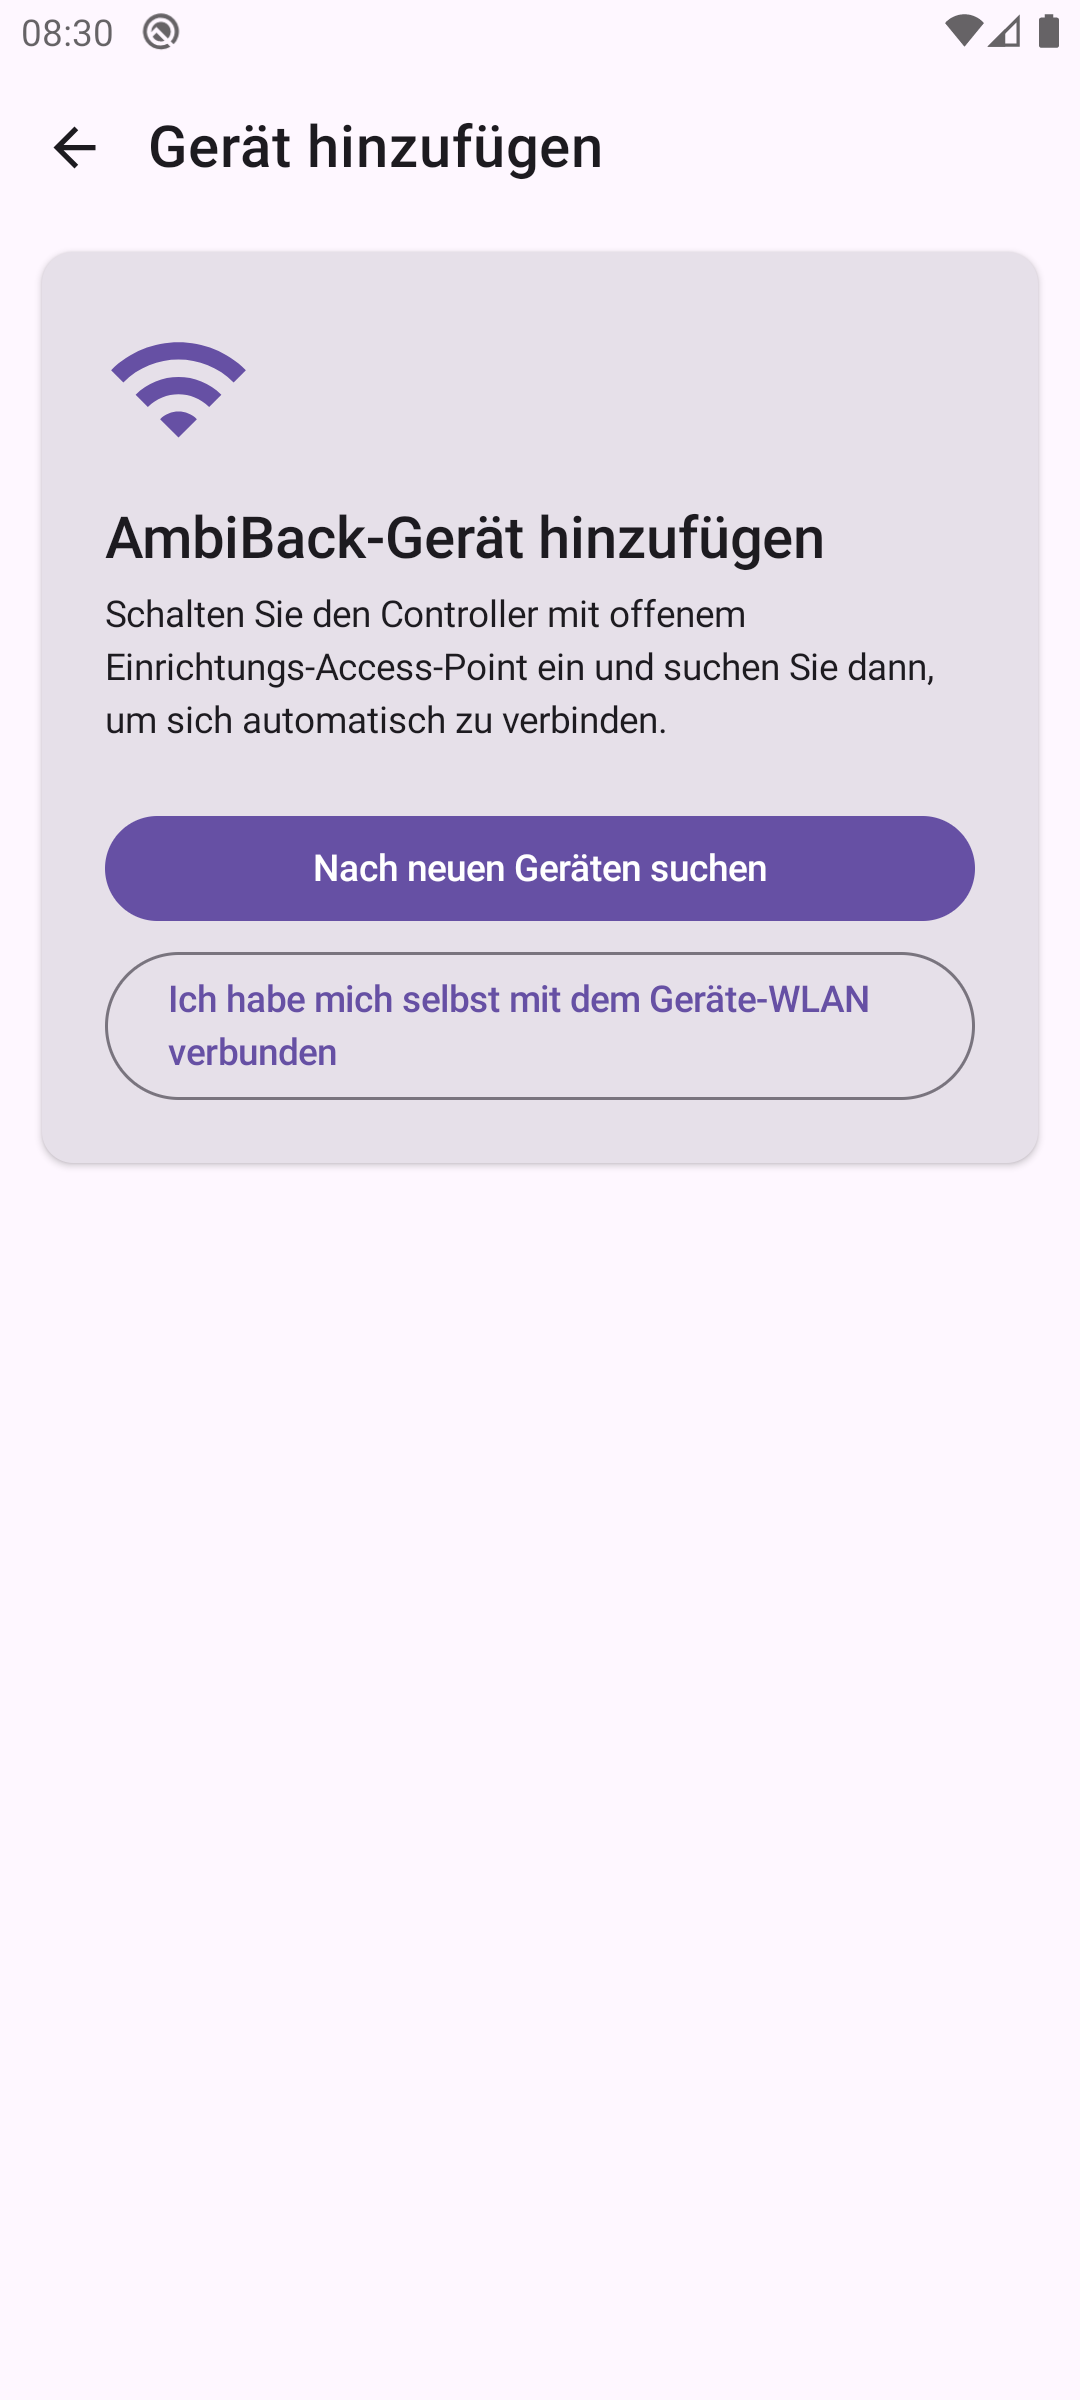 08:30
Gerät hinzufügen
AmbiBack-Gerät hinzufügen
Schalten Sie den Controller mit offenem
Einrichtungs-Access-Point ein und suchen Sie dann,
um sich automatisch zu verbinden.
Nach neuen Geräten suchen
Ich habe mich selbst mit dem Geräte-WLAN
verbunden